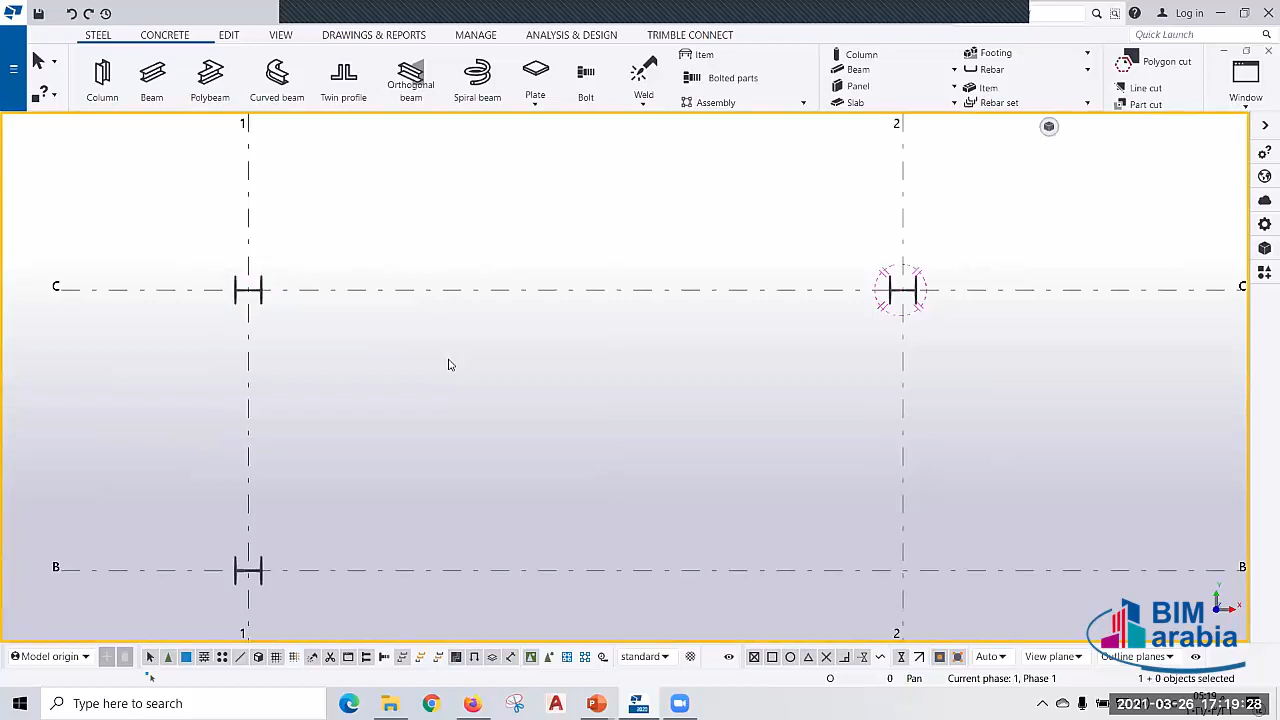 Log in
STEEL CONCRETE EDIT VIEW DRAWINGS & REPORTS MANAGE ANALYSIS & DESIGN TRIMBLE CONNECT Quick Launch
Item Column Footing Polygon cut
Bolted parts Beam Rebar
Panel Item Line cut
Assembly Slab Rebar set Part cut
Column Beam Polybeam Curved beam Twin profile Orthogonal beam Spiral beam Plate Bolt Weld Window
1 2
C C
B B
1 2
BIM
arabia
Model origin standard Auto View plane Outline planes
O 0 Pan Current phase: 1, Phase 1 1 + 0 objects selected
Type here to search
2021-03-26 17:19:28